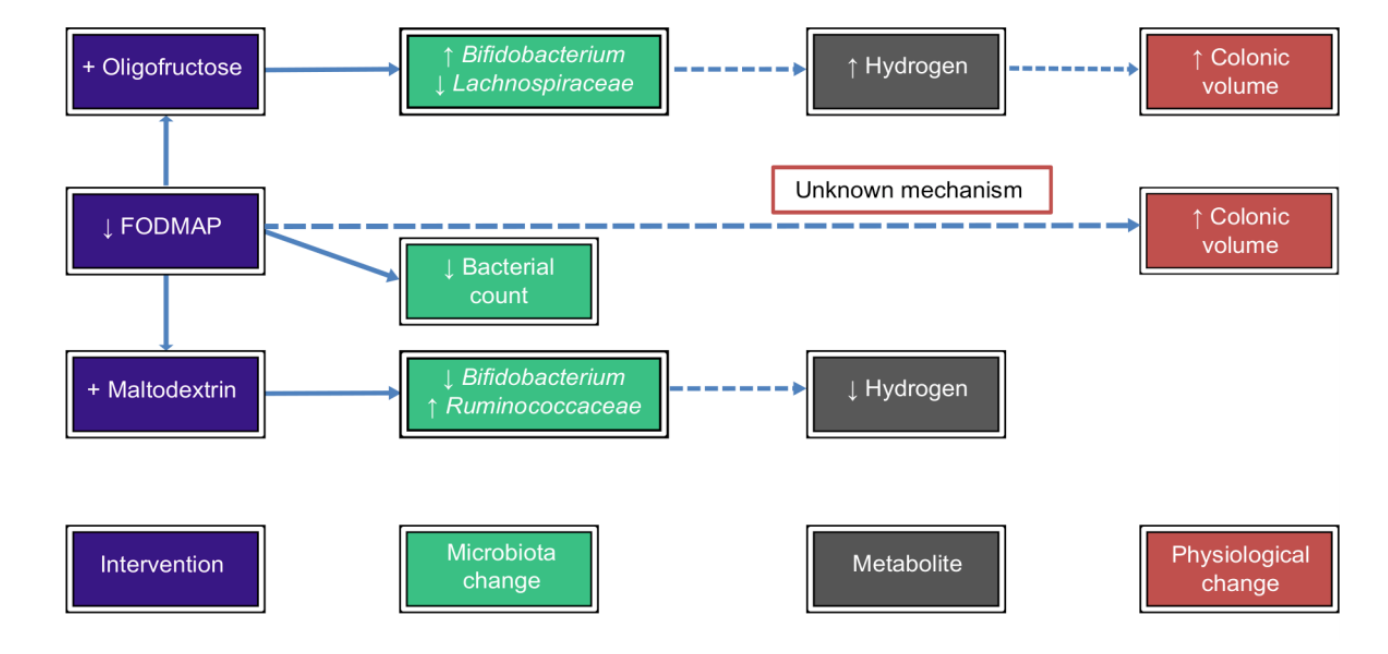 + Oligofructose
↑ Bifidobacterium
↓ Lachnospiraceae
↑ Hydrogen
↑ Colonic
volume
Unknown mechanism
↓ FODMAP
↑ Colonic
volume
↓ Bacterial
count
+ Maltodextrin
↓ Bifidobacterium
↑ Ruminococcaceae
↓ Hydrogen
Intervention
Microbiota
change
Metabolite
Physiological
change